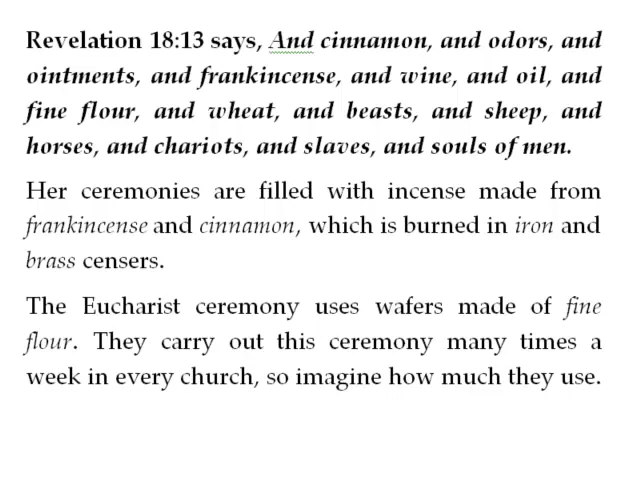 Revelation 18:13 says, And cinnamon, and odors, and
ointments, and frankincense, and wine, and oil, and
fine flour, and wheat, and beasts, and sheep, and
horses, and chariots, and slaves, and souls of men.
Her ceremonies are filled with incense made from
frankincense and cinnamon, which is burned in iron and
brass censers.
The Eucharist ceremony uses wafers made of fine
flour. They carry out this ceremony many times a
week in every church, so imagine how much they use.